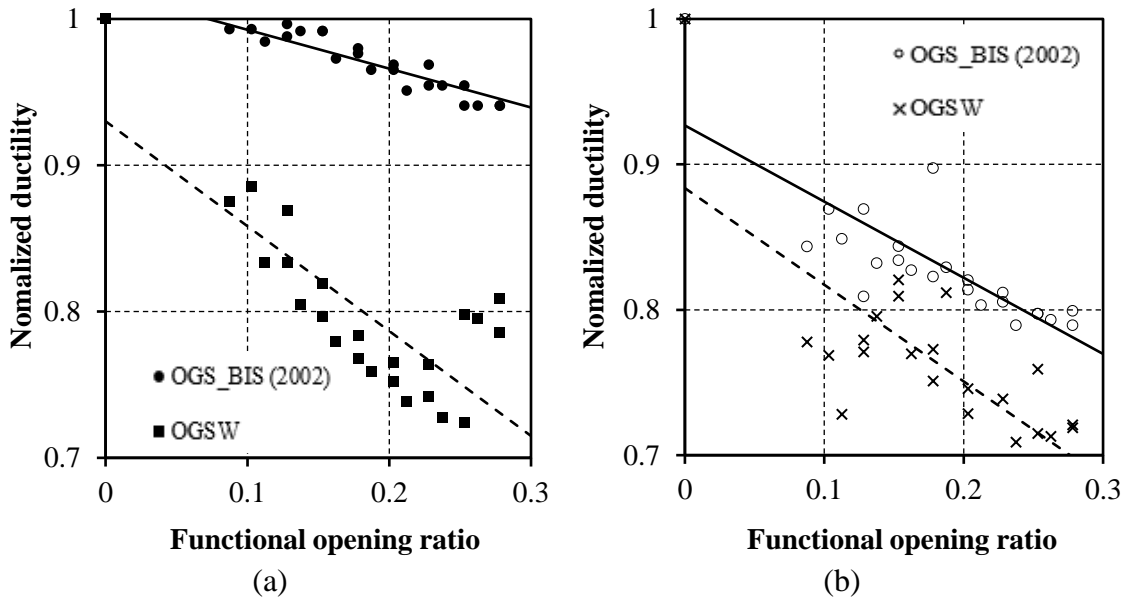 1
0.9
0.8
0.7
0
0.1
0.2
0.3
Nomalized ductility
Functional opening ratio
OGS_BIS (2002)
OGSW
(a)
1
0.9
0.8
0.7
0
0.1
0.2
0.3
Nomalized ductility
Functional opening ratio
OGS_BIS (2002)
OGSW
(b)